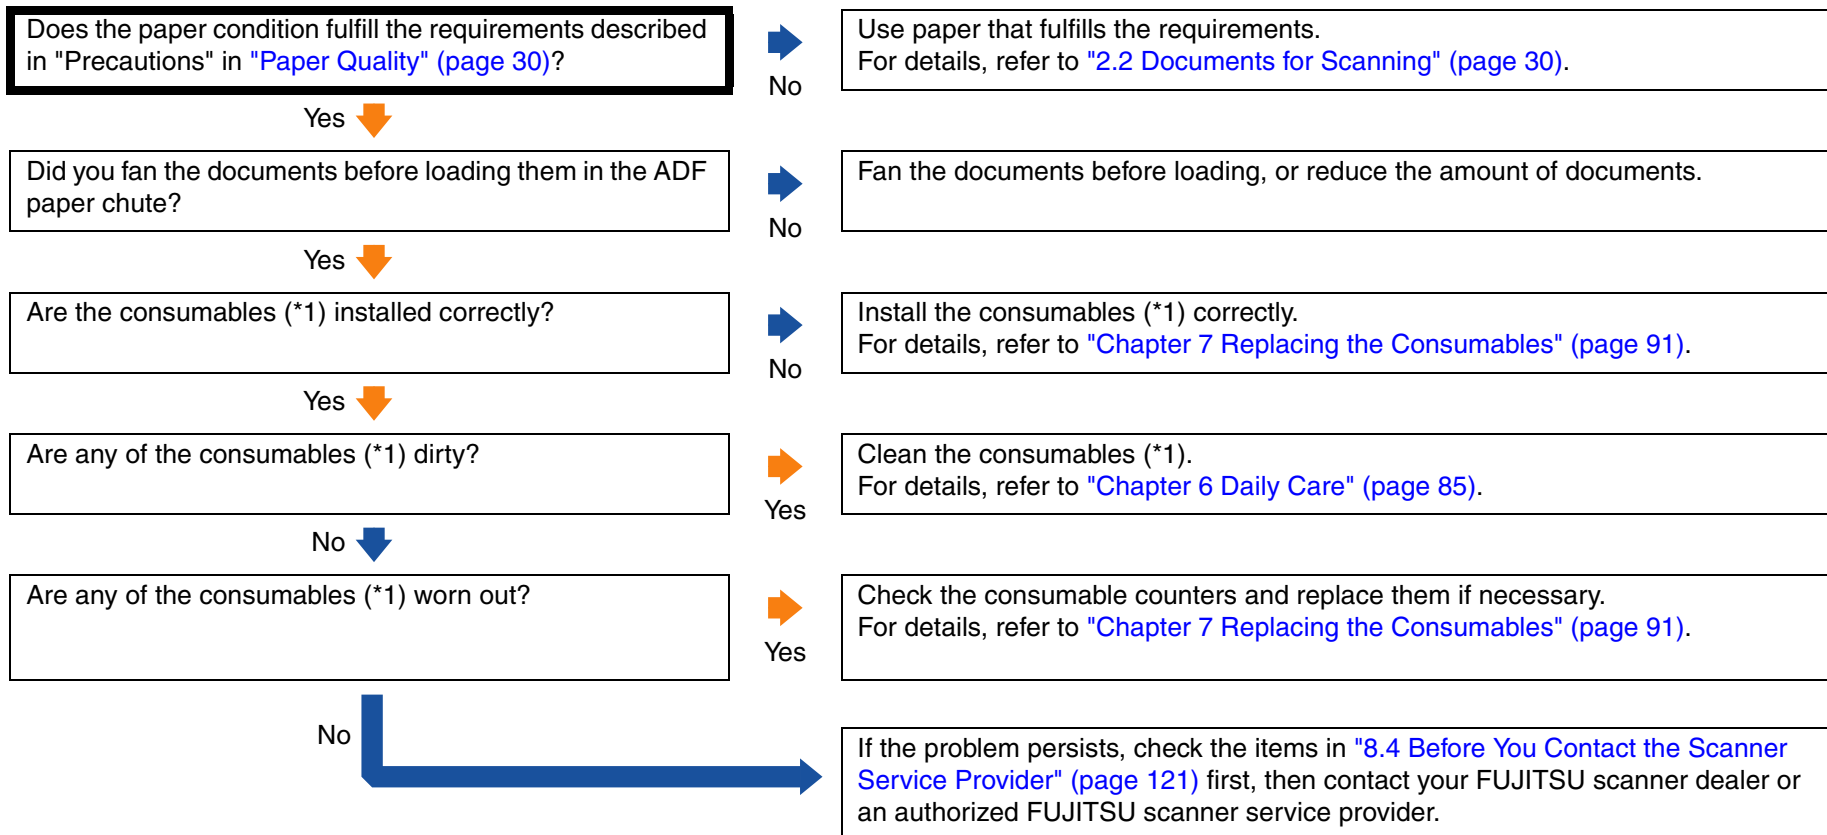 Does the paper condition fulfill the requirements described
in "Precautions" in "Paper Quality" (page 30)?
No
Use paper that fulfills the requirements.
For details, refer to "2.2 Documents for Scanning" (page 30).
Yes
Did you fan the documents before loading them in the ADF
paper chute?
No
Fan the documents before loading, or reduce the amount of documents.
Yes
Are the consumables (*1) installed correctly?
No
Install the consumables (*1) correctly.
For details, refer to "Chapter 7 Replacing the Consumables" (page 91).
Yes
Are any of the consumables (*1) dirty?
Yes
Clean the consumables (*1).
For details, refer to "Chapter 6 Daily Care" (page 85).
No
Are any of the consumables (*1) worn out?
Yes
Check the consumable counters and replace them if necessary.
For details, refer to "Chapter 7 Replacing the Consumables" (page 91).
No
If the problem persists, check the items in "8.4 Before You Contact the Scanner
Service Provider" (page 121) first, then contact your FUJITSU scanner dealer or
an authorized FUJITSU scanner service provider.